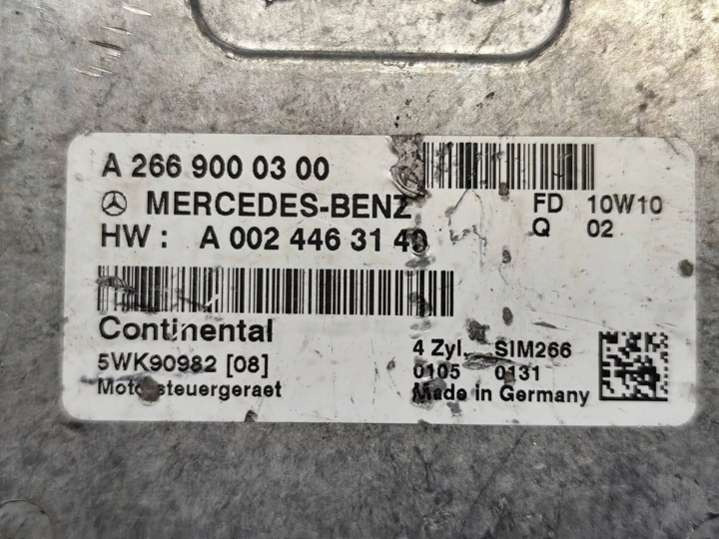 A 266 900 03 00
MERCEDES-BENZ
HW : A 002 446 31 40
FD 10W10
Q 02
Continental
5WK90982 [08]
Motorsteuergeraet
4 Zyl. SIM266
0105 0131
Made in Germany